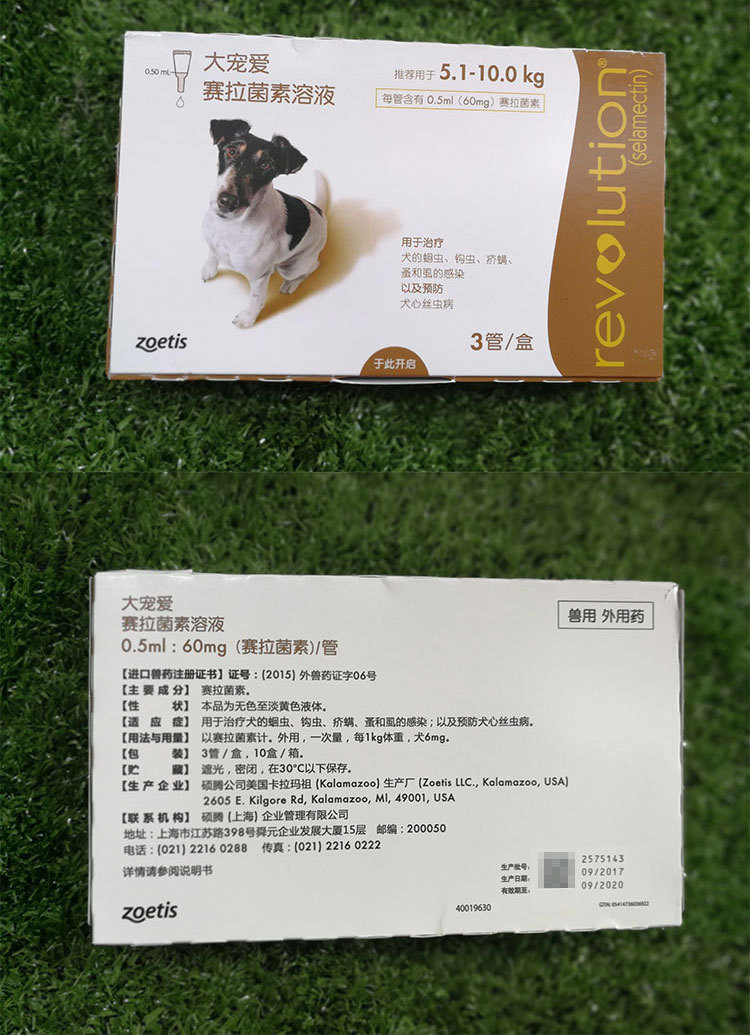 0.50 mL
大宠爱
赛拉菌素溶液
推荐用于 5.1-10.0 kg
每管含有 0.5ml（60mg）赛拉菌素
revolution®
(selamectin)
用于治疗
犬的蛔虫、钩虫、疥螨、
蚤和虱的感染
以及预防
犬心丝虫病
zoetis
3管/盒
于此开启
大宠爱
赛拉菌素溶液
0.5ml : 60mg (赛拉菌素)/管
兽用 外用药
【进口兽药注册证书】证号：(2015) 外兽药证字06号
【主要成分】 赛拉菌素。
【性 状】 本品为无色至淡黄色液体。
【适 应 症】 用于治疗犬的蛔虫、钩虫、疥螨、蚤和虱的感染；以及预防犬心丝虫病。
【用法与用量】 以赛拉菌素计。外用，一次量，每1kg体重，犬6mg。
【包 装】 3管/盒，10盒/箱。
【贮 藏】 遮光，密闭，在30°C以下保存。
【生产企业】 硕腾公司美国卡拉玛祖 (Kalamazoo) 生产厂 (Zoetis LLC., Kalamazoo, USA)
2605 E. Kilgore Rd, Kalamazoo, MI, 49001, USA
【联系机构】 硕腾 (上海) 企业管理有限公司
地址：上海市江苏路398号舜元企业发展大厦15层 邮编：200050
电话：(021) 2216 0288 传真：(021) 2216 0222
详情请参阅说明书
生产批号： 2575143
生产日期： 09/2017
有效期至： 09/2020
zoetis
40019630
GTIN: 05414736036922